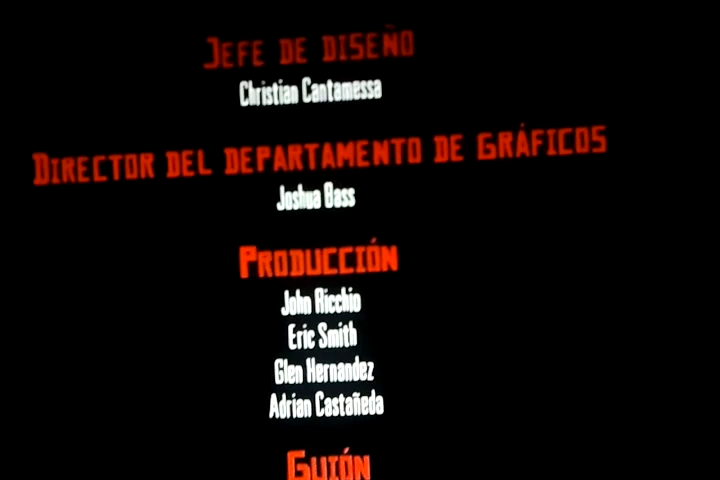 Jefe de diseño
Christian Cantamessa
Director del departamento de gráficos
Joshua Bass
Producción
John Ricchio
Eric Smith
Glen Hernandez
Adrian Castañeda
Guión